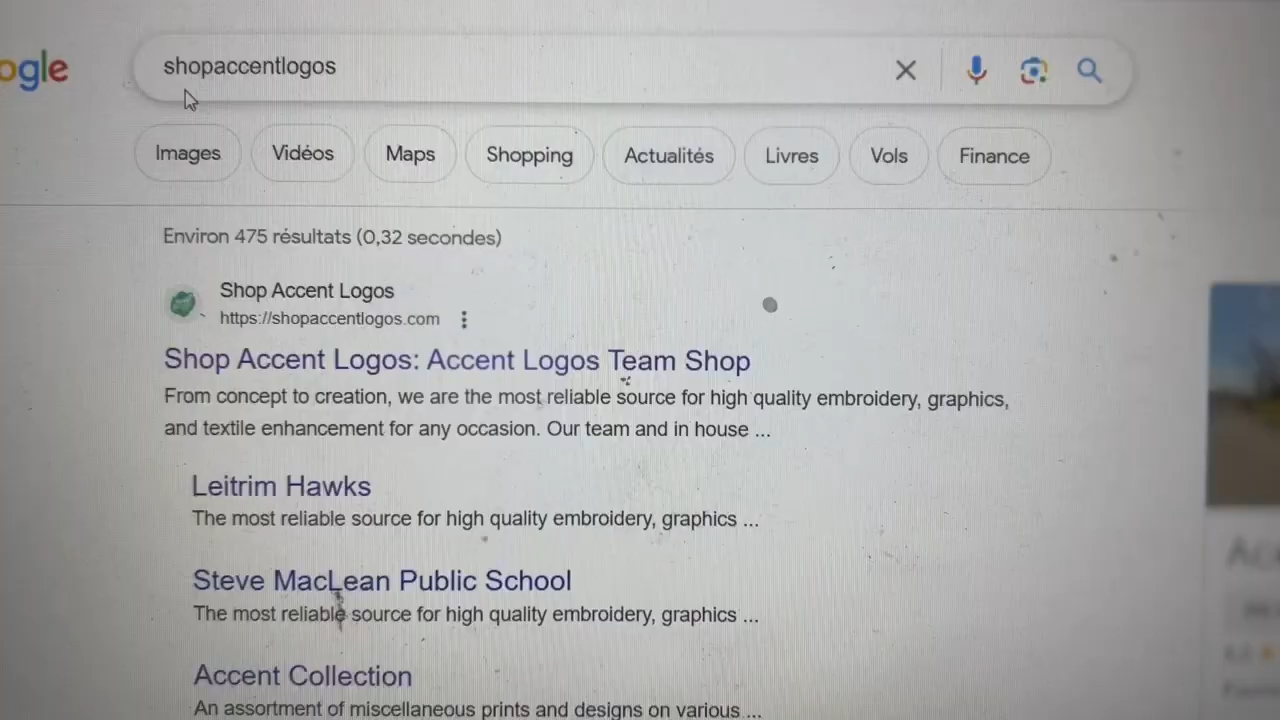 ogle
shopaccentlogos
Images Vidéos Maps Shopping Actualités Livres Vols Finance
Environ 475 résultats (0,32 secondes)
Shop Accent Logos
https://shopaccentlogos.com
Shop Accent Logos: Accent Logos Team Shop
From concept to creation, we are the most reliable source for high quality embroidery, graphics,
and textile enhancement for any occasion. Our team and in house ...
Leitrim Hawks
The most reliable source for high quality embroidery, graphics ...
Steve MacLean Public School
The most reliable source for high quality embroidery, graphics ...
Accent Collection
An assortment of miscellaneous prints and designs on various ...